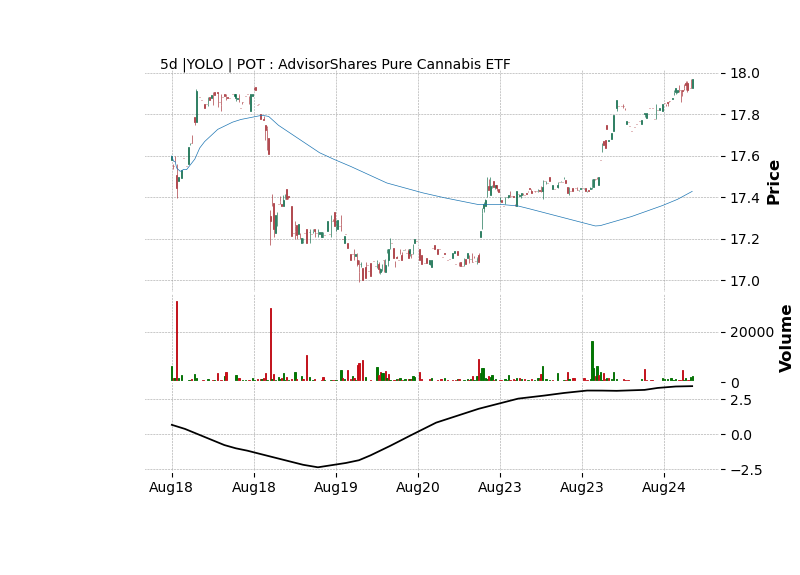 5d |YOLO | POT : AdvisorShares Pure Cannabis ETF
18.0
17.8
17.6
17.4
17.2
17.0
Price
20000
0
Volume
2.5
0.0
−2.5
Aug18 Aug18 Aug19 Aug20 Aug23 Aug23 Aug24